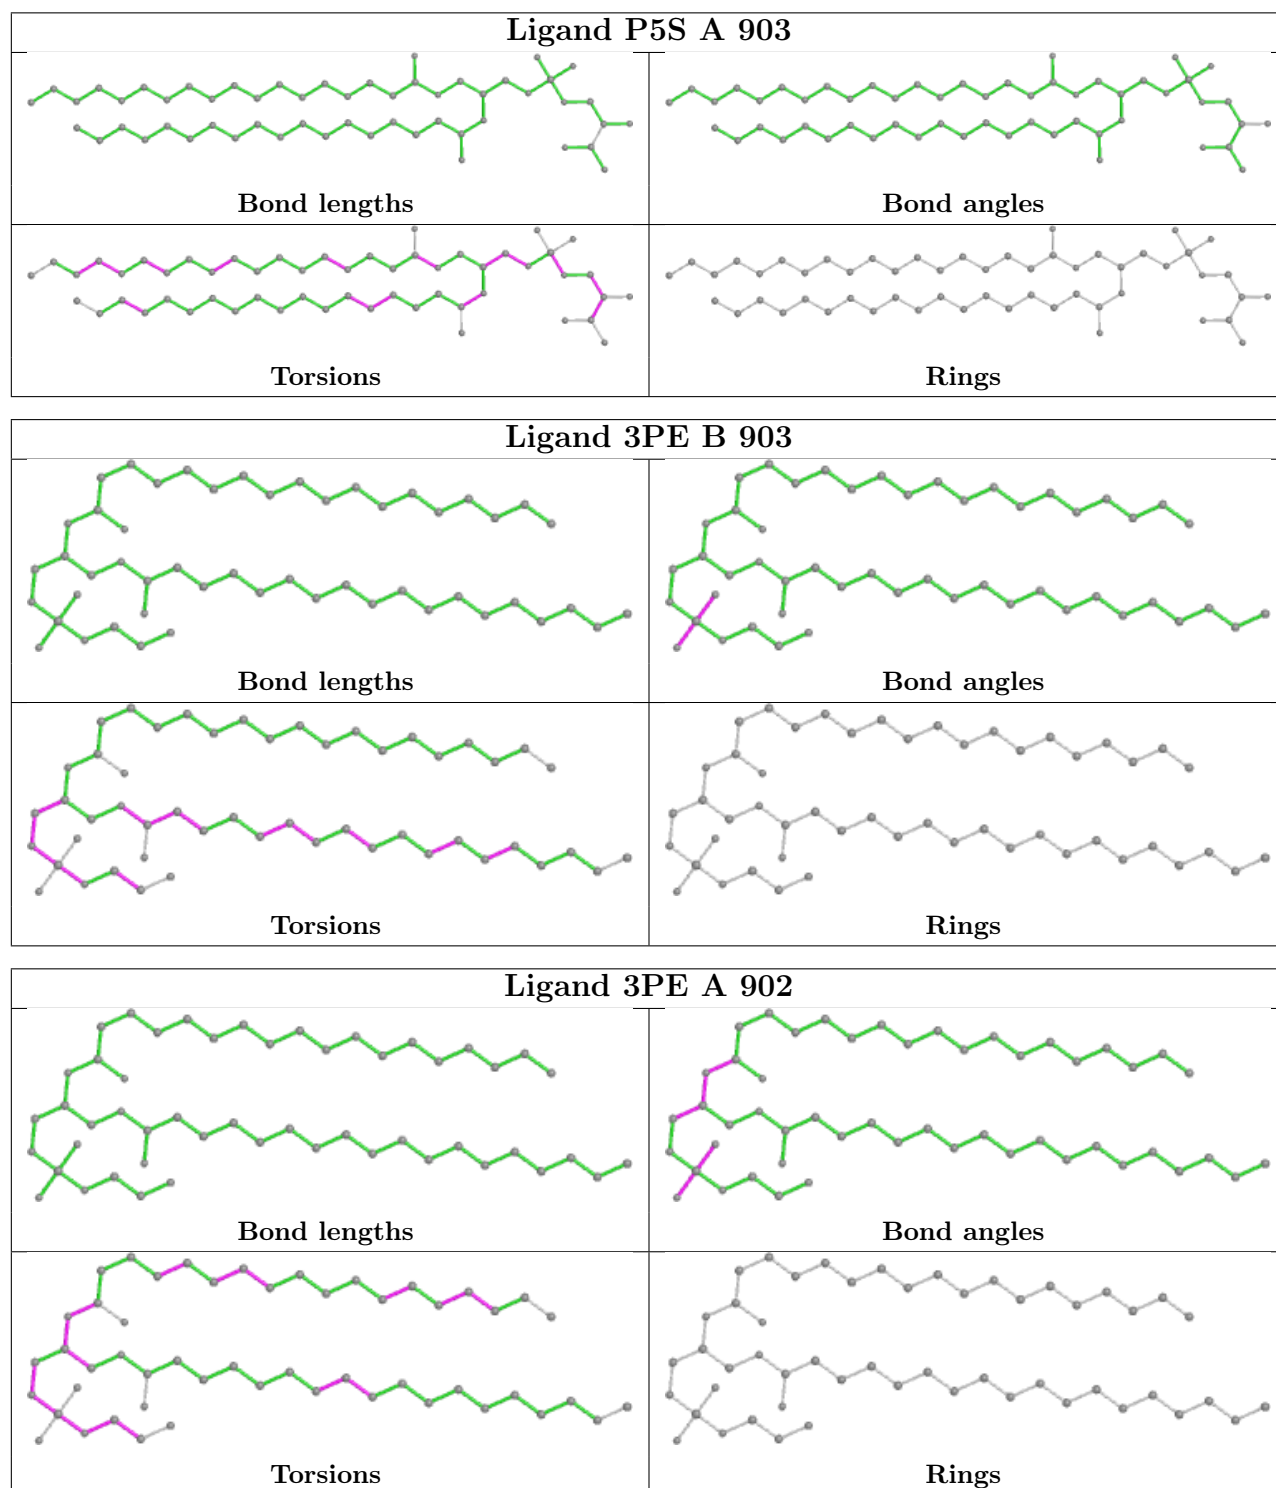 Ligand P5S A 903
Bond lengths
Bond angles
Torsions
Rings
Ligand 3PE B 903
Bond lengths
Bond angles
Torsions
Rings
Ligand 3PE A 902
Bond lengths
Bond angles
Torsions
Rings